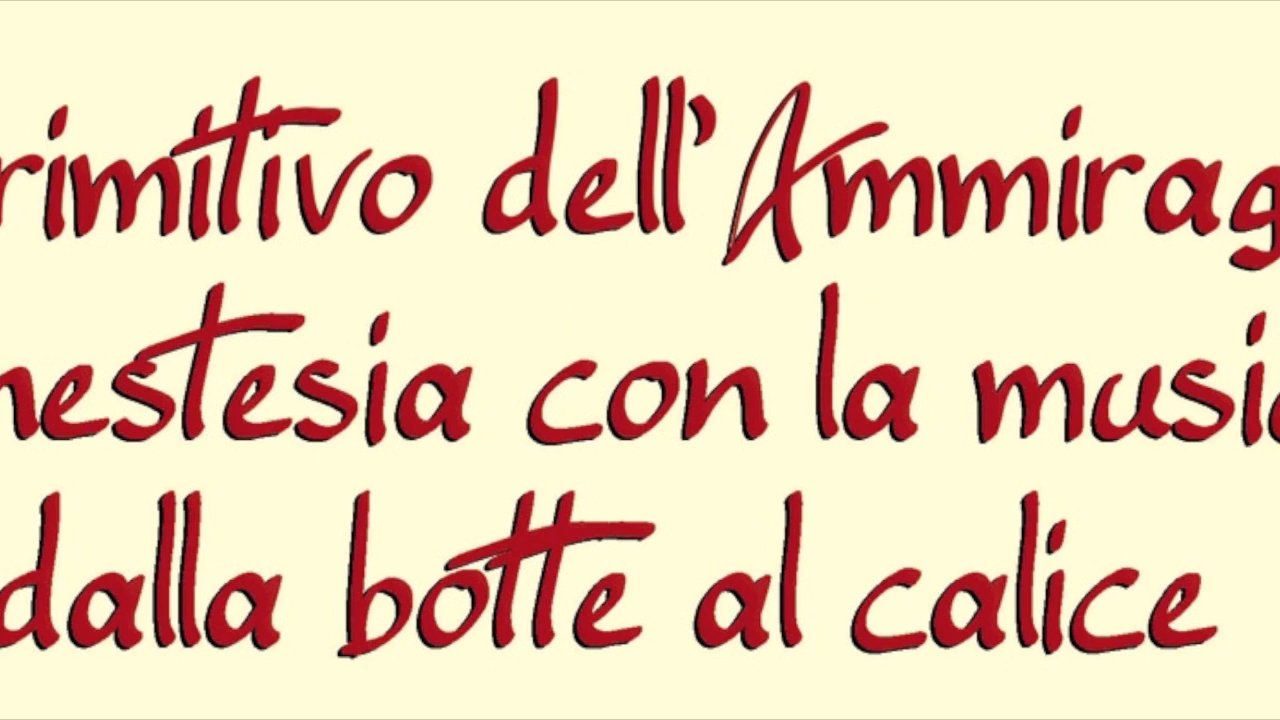 rimitivo dell'Ammirag
nestesia con la music
dalla botte al calice